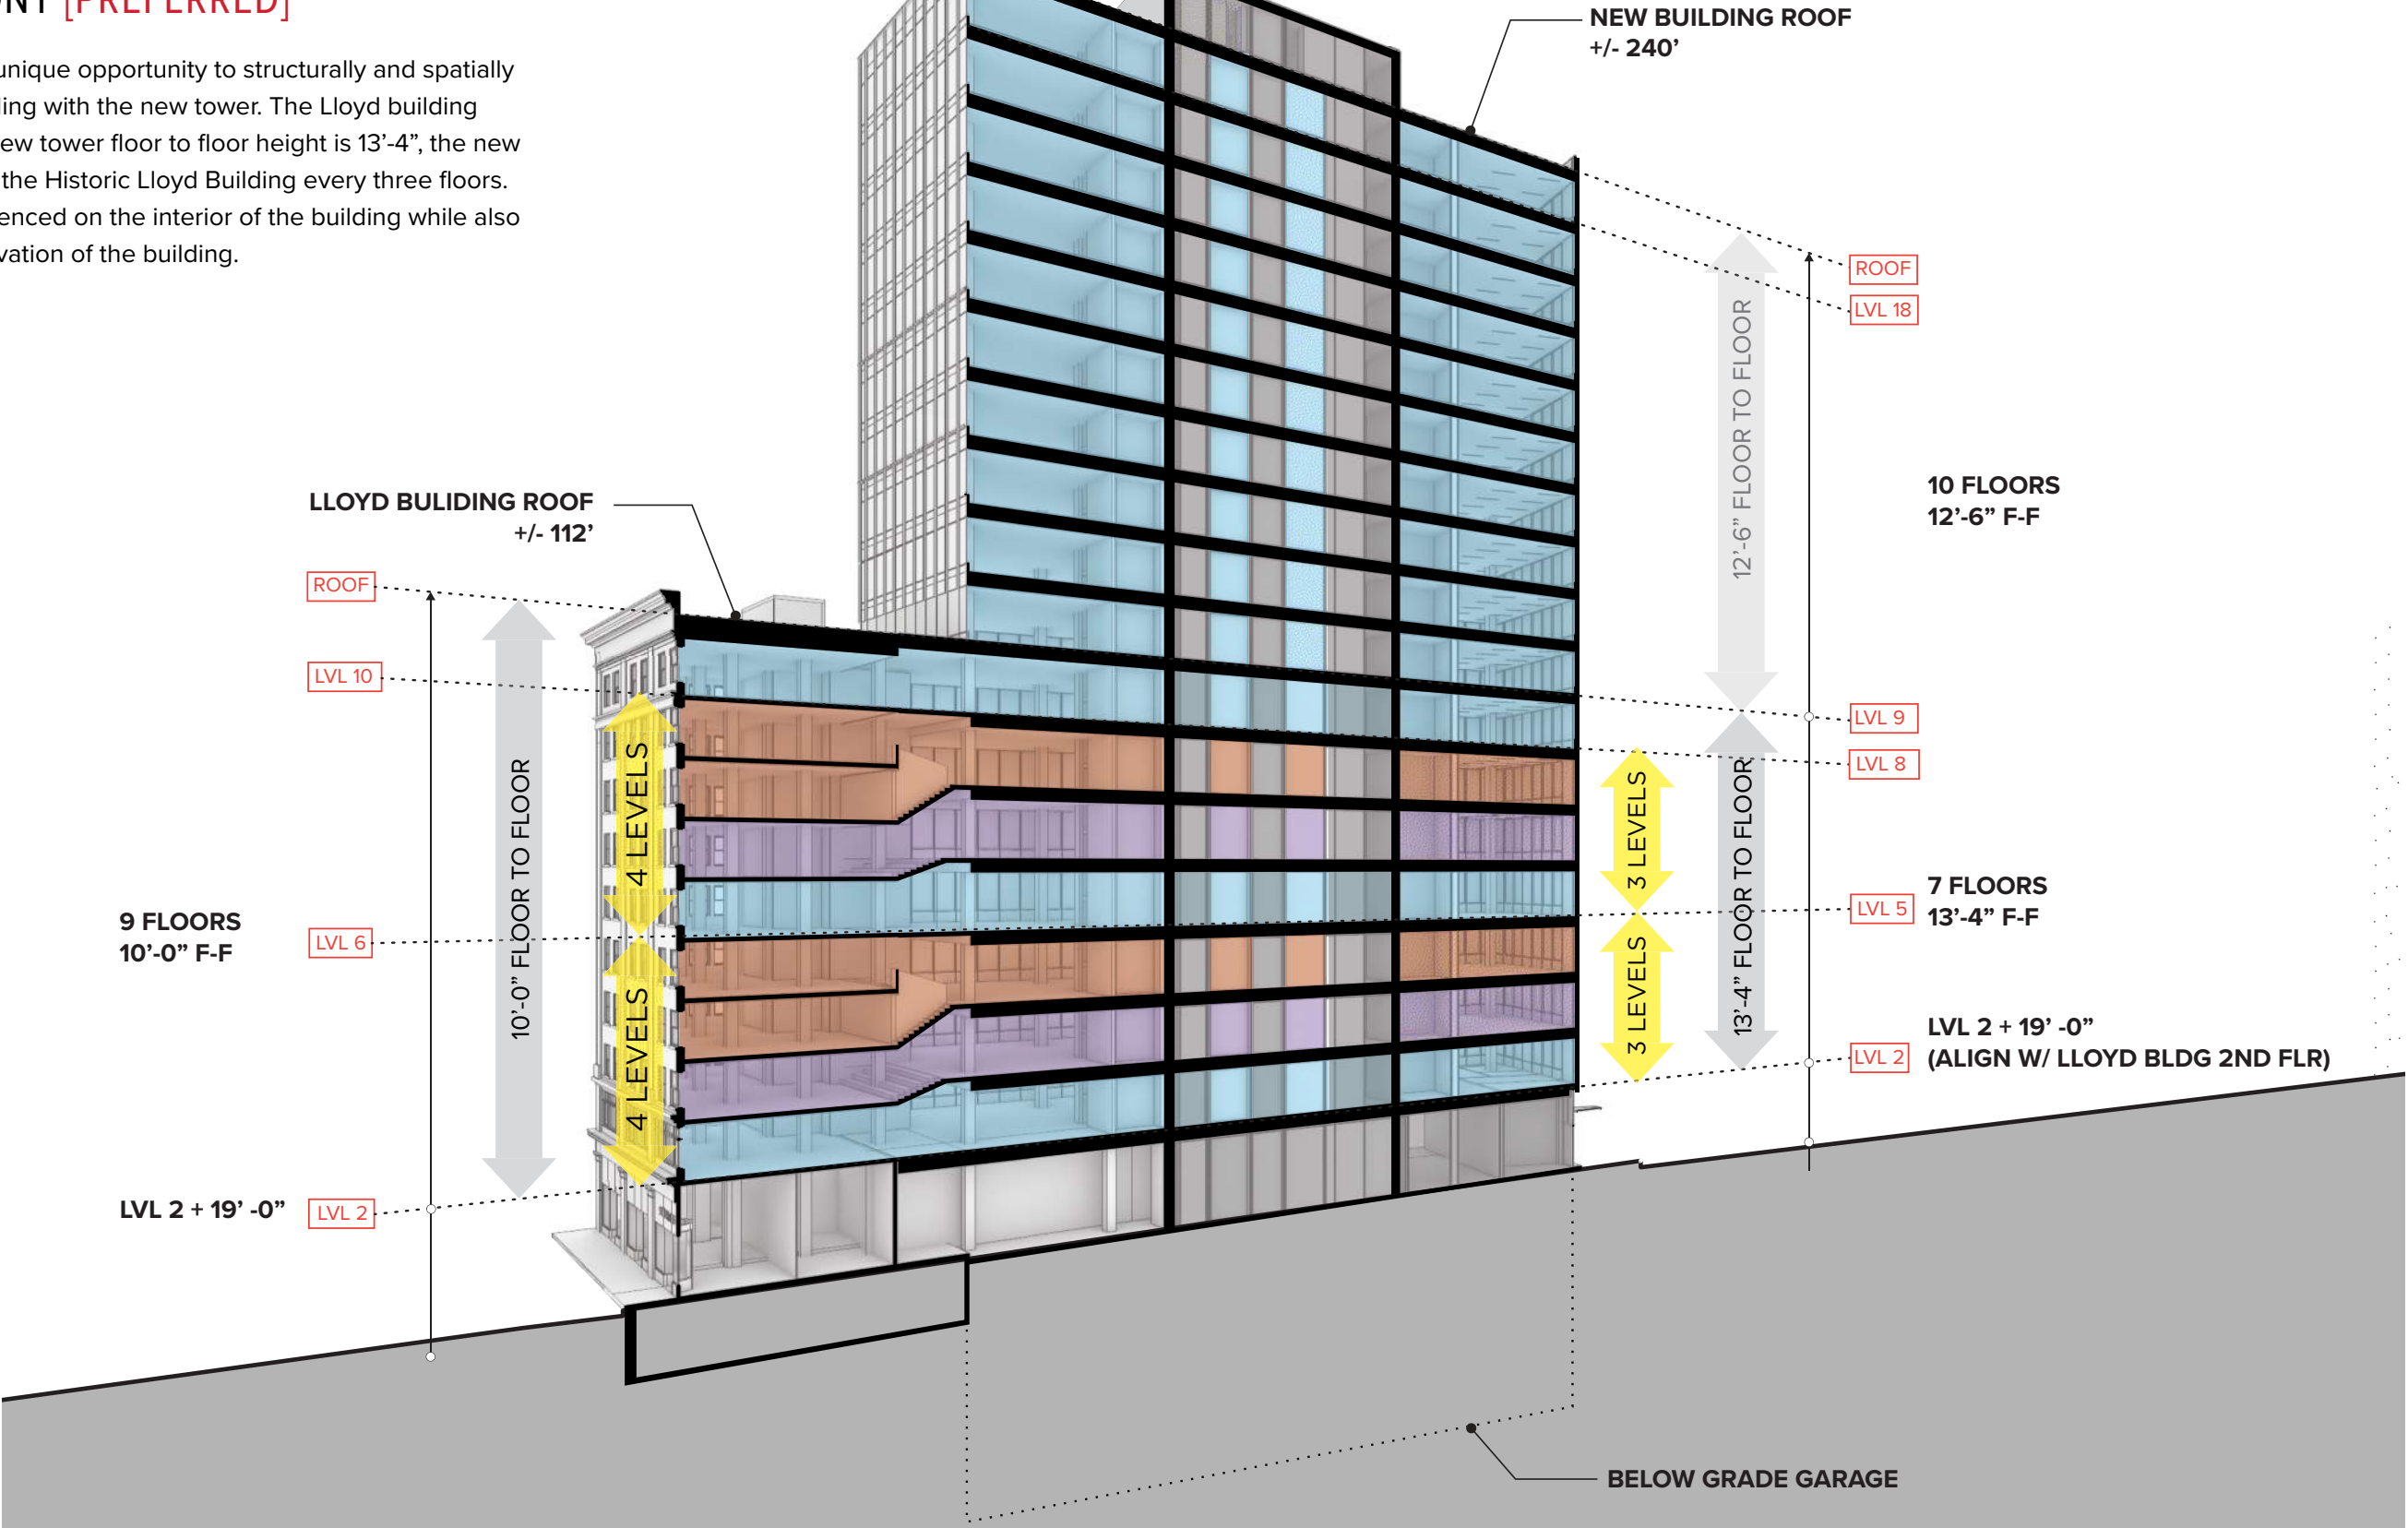 [PREFERRED]
unique opportunity to structurally and spatially
with the new tower. The Lloyd building
tower floor to floor height is 13’-4”, the new
the Historic Lloyd Building every three floors.
on the interior of the building while also
of the building.
NEW BUILDING ROOF
+/- 240’
ROOF
LVL 18
12’-6” FLOOR TO FLOOR
10 FLOORS
12’-6” F-F
LLOYD BULIDING ROOF
+/- 112’
ROOF
LVL 10
LVL 9
LVL 8
4 LEVELS
3 LEVELS
10’-0” FLOOR TO FLOOR
13’-4” FLOOR TO FLOOR
9 FLOORS
10’-0” F-F
LVL 6
LVL 5
7 FLOORS
13’-4” F-F
4 LEVELS
3 LEVELS
LVL 2
LVL 2 + 19’ -0”
(ALIGN W/ LLOYD BLDG 2ND FLR)
LVL 2 + 19’ -0”
LVL 2
BELOW GRADE GARAGE